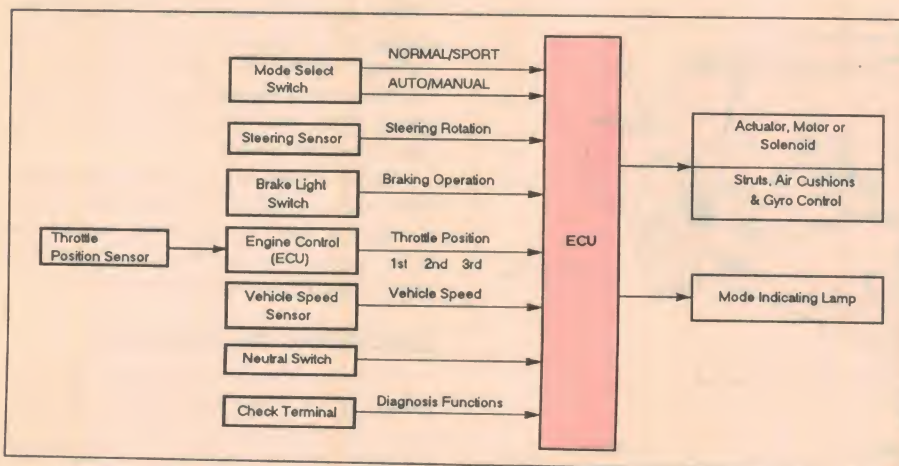 NORMAL/SPORT
Mode Select
Switch
AUTO/MANUAL
Steering Sensor
Steering Rotation
Brake Light
Switch
Braking Operation
Throttle
Position Sensor
Engine Control
(ECU)
Throttle Position
1st 2nd 3rd
Vehicle Speed
Sensor
Vehicle Speed
Neutral Switch
Check Terminal
Diagnosis Functions
ECU
Actuator, Motor or
Solenoid
Struts, Air Cushions
& Gyro Control
Mode Indicating Lamp